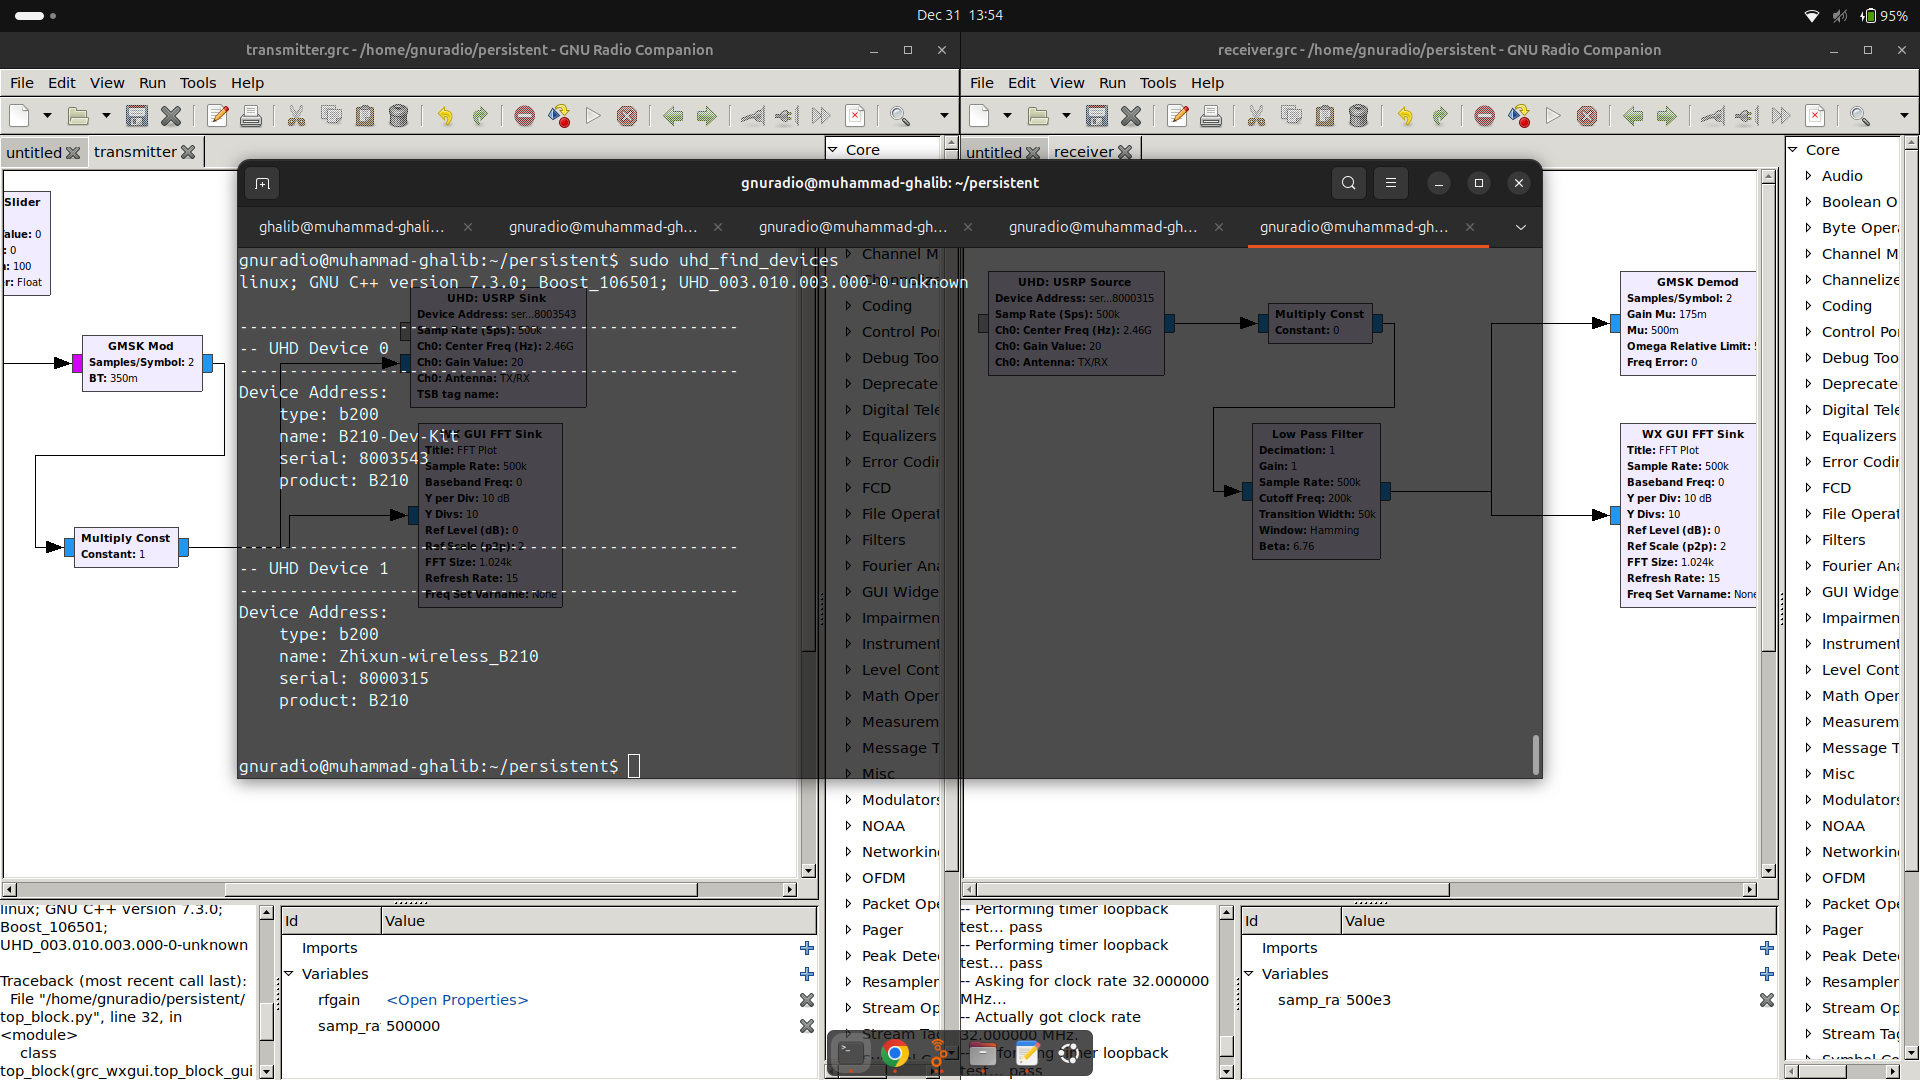 Dec 31 13:54
95%
transmitter.grc - /home/gnuradio/persistent - GNU Radio Companion
File Edit View Run Tools Help
untitled transmitter
Core
Slider
alue: 0
: 0
n: 100
r: Float
GMSK Mod
Samples/Symbol: 2
BT: 350m
Multiply Const
Constant: 1
UHD: USRP Sink
Device Address: ser...8003543
Samp Rate (Sps): 500k
Ch0: Center Freq (Hz): 2.46G
Ch0: Gain Value: 20
Ch0: Antenna: TX/RX
TSB tag name:
GUI FFT Sink
Title: FFT Plot
Sample Rate: 500k
Baseband Freq: 0
Y per Div: 10 dB
Y Divs: 10
Ref Level (dB): 0
Ref Scale (p2p): 2
FFT Size: 1.024k
Refresh Rate: 15
Freq Set Varname: None
Channel M
Coding
Control Po
Debug Too
Deprecate
Digital Tele
Equalizers
Error Codin
FCD
File Operat
Filters
Fourier Ana
GUI Widge
Impairmen
Instrument
Level Cont
Math Oper
Measurem
Message T
Misc
Modulators
NOAA
Networkin
OFDM
Packet Ope
Pager
Peak Dete
Resampler
Stream Op
Stream Tag
linux; GNU C++ version 7.3.0;
Boost_106501;
UHD_003.010.003.000-0-unknown
Traceback (most recent call last):
File "/home/gnuradio/persistent/
top_block.py", line 32, in
<module>
class
top_block(grc_wxgui.top_block_gui
Id Value
Imports
Variables
rfgain <Open Properties>
samp_ra 500000
gnuradio@muhammad-ghalib: ~/persistent
ghalib@muhammad-ghali...
gnuradio@muhammad-gh...
gnuradio@muhammad-gh...
gnuradio@muhammad-gh...
gnuradio@muhammad-gh...
gnuradio@muhammad-ghalib:~/persistent$ sudo uhd_find_devices
linux; GNU C++ version 7.3.0; Boost_106501; UHD_003.010.003.000-0-unknown
--------------------------------------------------
-- UHD Device 0
--------------------------------------------------
Device Address:
type: b200
name: B210-Dev-Kit
serial: 8003543
product: B210
--------------------------------------------------
-- UHD Device 1
--------------------------------------------------
Device Address:
type: b200
name: Zhixun-wireless_B210
serial: 8000315
product: B210
gnuradio@muhammad-ghalib:~/persistent$
receiver.grc - /home/gnuradio/persistent - GNU Radio Companion
File Edit View Run Tools Help
untitled receiver
UHD: USRP Source
Device Address: ser...8000315
Samp Rate (Sps): 500k
Ch0: Center Freq (Hz): 2.46G
Ch0: Gain Value: 20
Ch0: Antenna: TX/RX
Multiply Const
Constant: 0
Low Pass Filter
Decimation: 1
Gain: 1
Sample Rate: 500k
Cutoff Freq: 200k
Transition Width: 50k
Window: Hamming
Beta: 6.76
GMSK Demod
Samples/Symbol: 2
Gain Mu: 175m
Mu: 500m
Omega Relative Limit:
Freq Error: 0
WX GUI FFT Sink
Title: FFT Plot
Sample Rate: 500k
Baseband Freq: 0
Y per Div: 10 dB
Y Divs: 10
Ref Level (dB): 0
Ref Scale (p2p): 2
FFT Size: 1.024k
Refresh Rate: 15
Freq Set Varname: None
Core
Audio
Boolean O
Byte Opera
Channel M
Channelize
Coding
Control Por
Debug Too
Deprecate
Digital Tele
Equalizers
Error Codin
FCD
File Operat
Filters
Fourier Ana
GUI Widge
Impairmen
Instrument
Level Cont
Math Oper
Measurem
Message T
Misc
Modulators
NOAA
Networkin
OFDM
Packet Ope
Pager
Peak Dete
Resampler
Stream Op
Stream Tag
Symbol Co
-- Performing timer loopback
test... pass
-- Performing timer loopback
test... pass
-- Asking for clock rate 32.000000
MHz...
-- Actually got clock rate
32.000000 MHz.
timer loopback
test... pass
Id Value
Imports
Variables
samp_ra 500e3